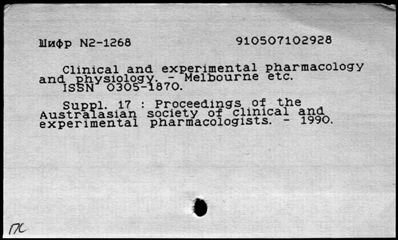 Шифр N2-1268 910507102928
Clinical and experimental pharmacology
and physiology. - Melbourne etc.
ISSN 0305-1870.
Suppl. 17 : Proceedings of the
Australasian society of clinical and
experimental pharmacologists. - 1990.
ПС